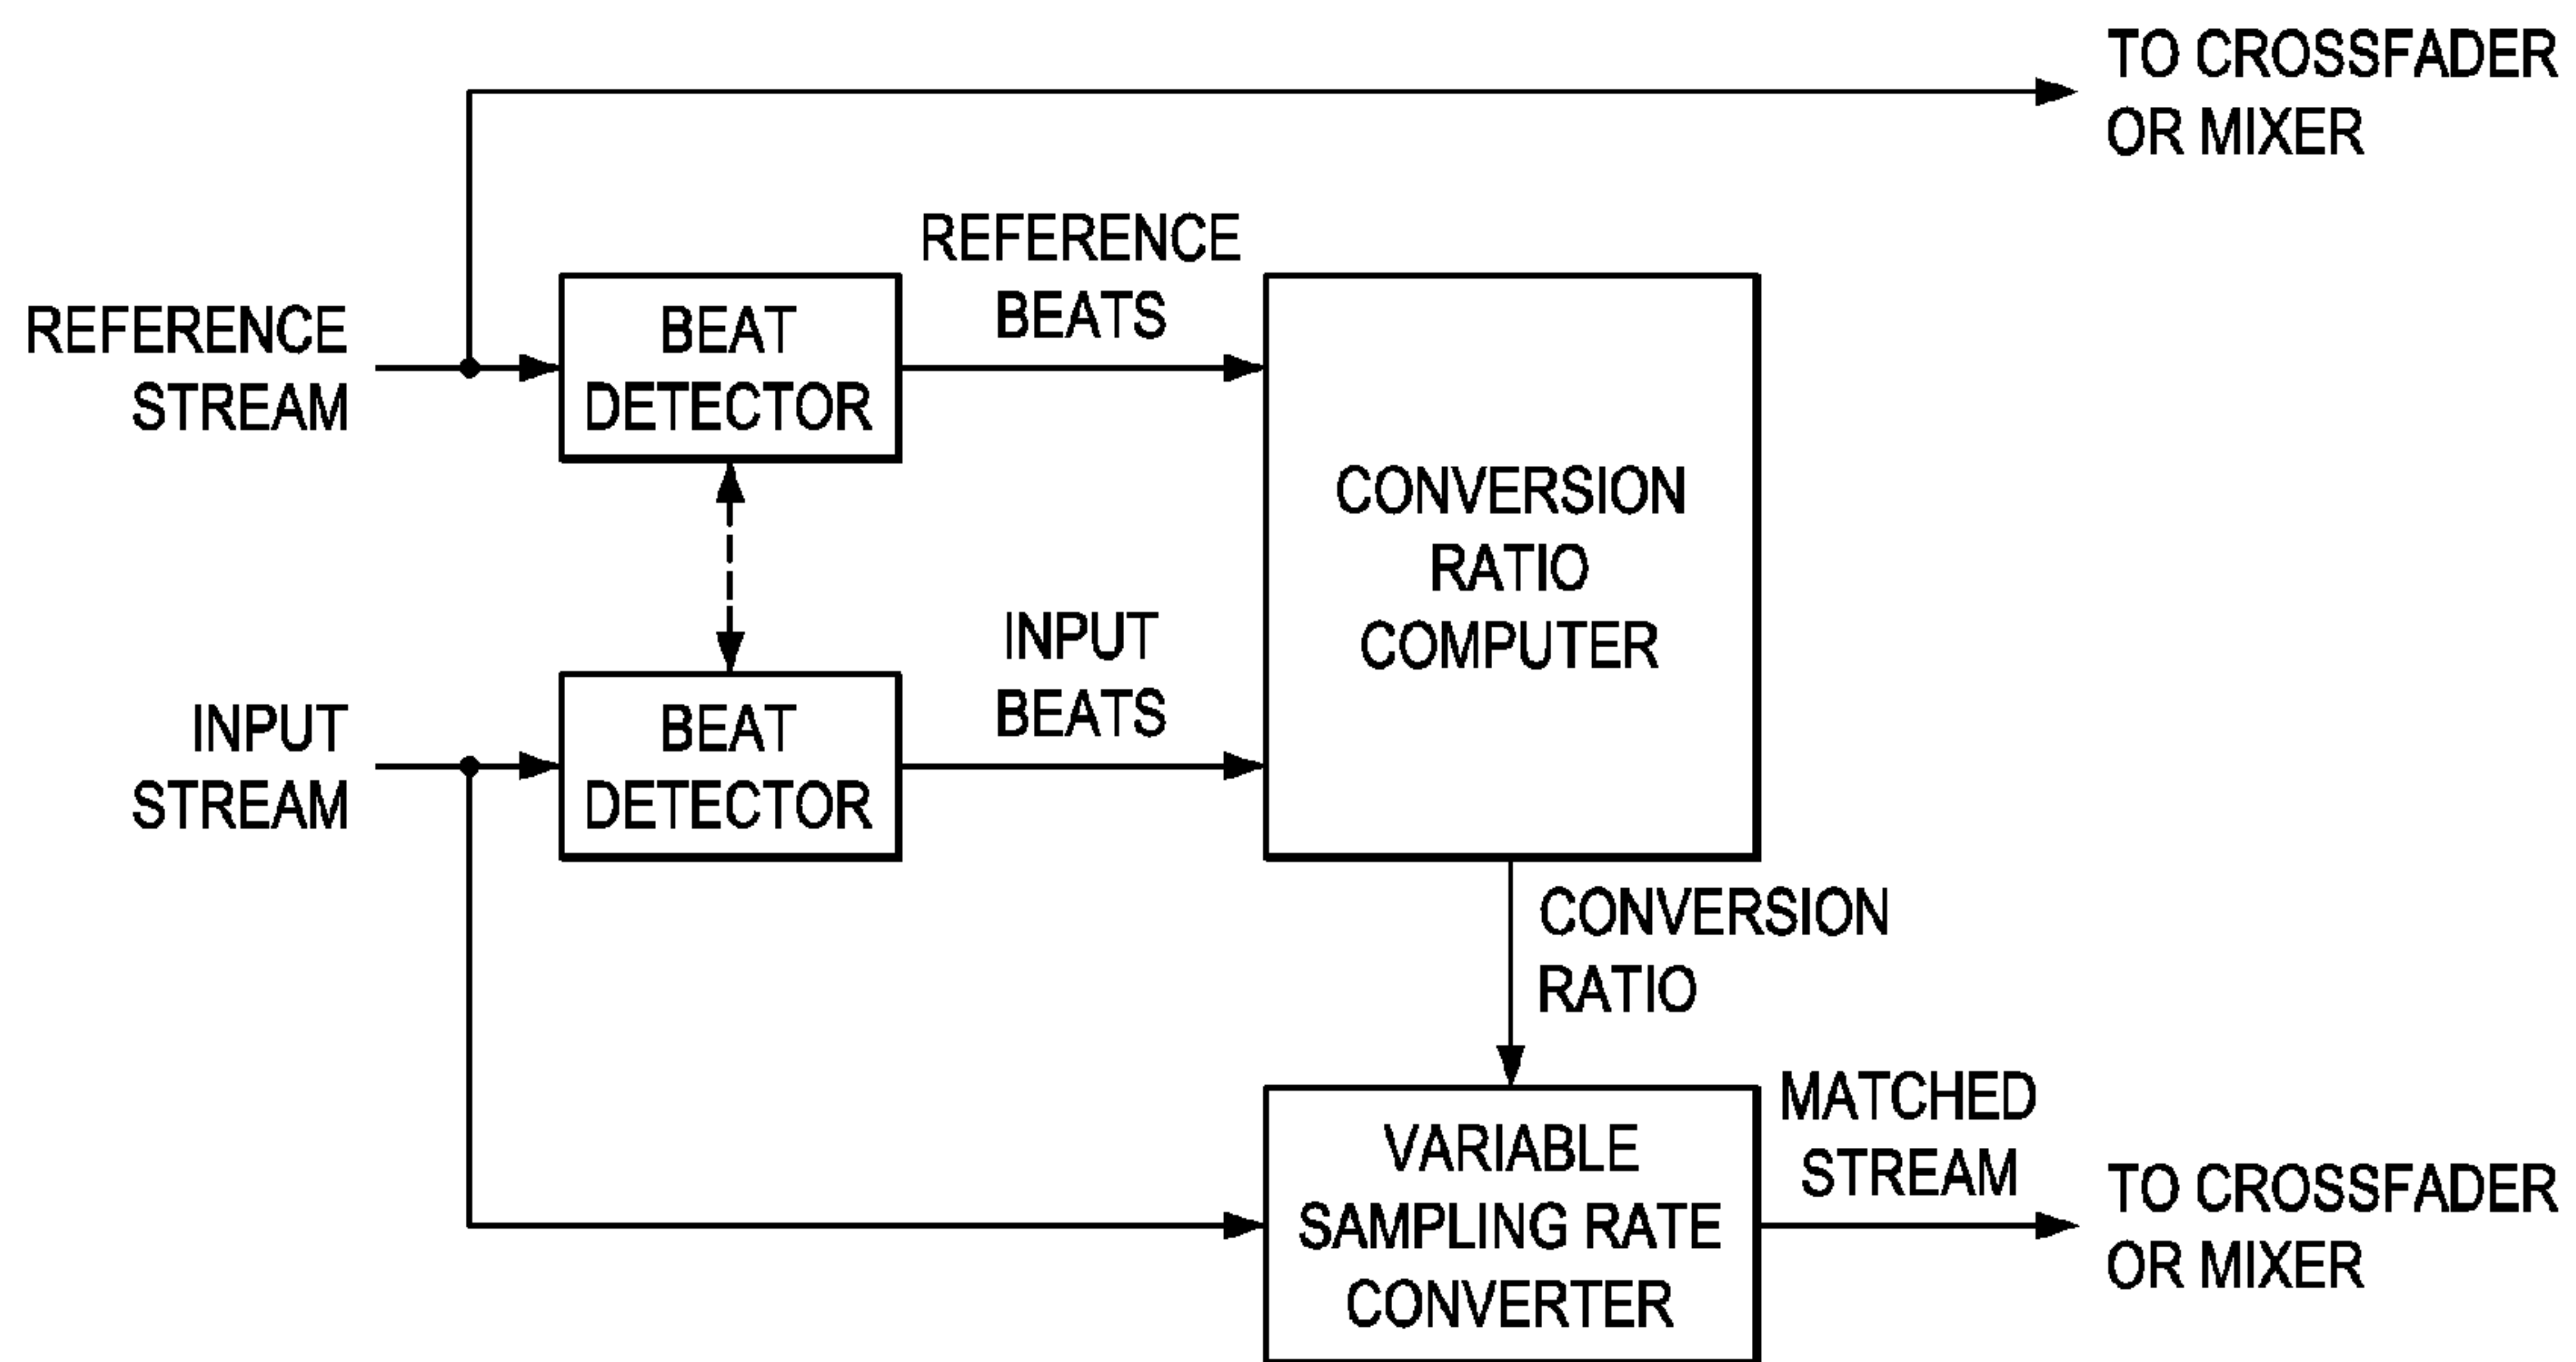 TO CROSSFADER
OR MIXER
REFERENCE
BEATS
REFERENCE
STREAM
BEAT
DETECTOR
CONVERSION
RATIO
COMPUTER
INPUT
BEATS
INPUT
STREAM
BEAT
DETECTOR
CONVERSION
RATIO
MATCHED
STREAM
VARIABLE
SAMPLING RATE
CONVERTER
TO CROSSFADER
OR MIXER